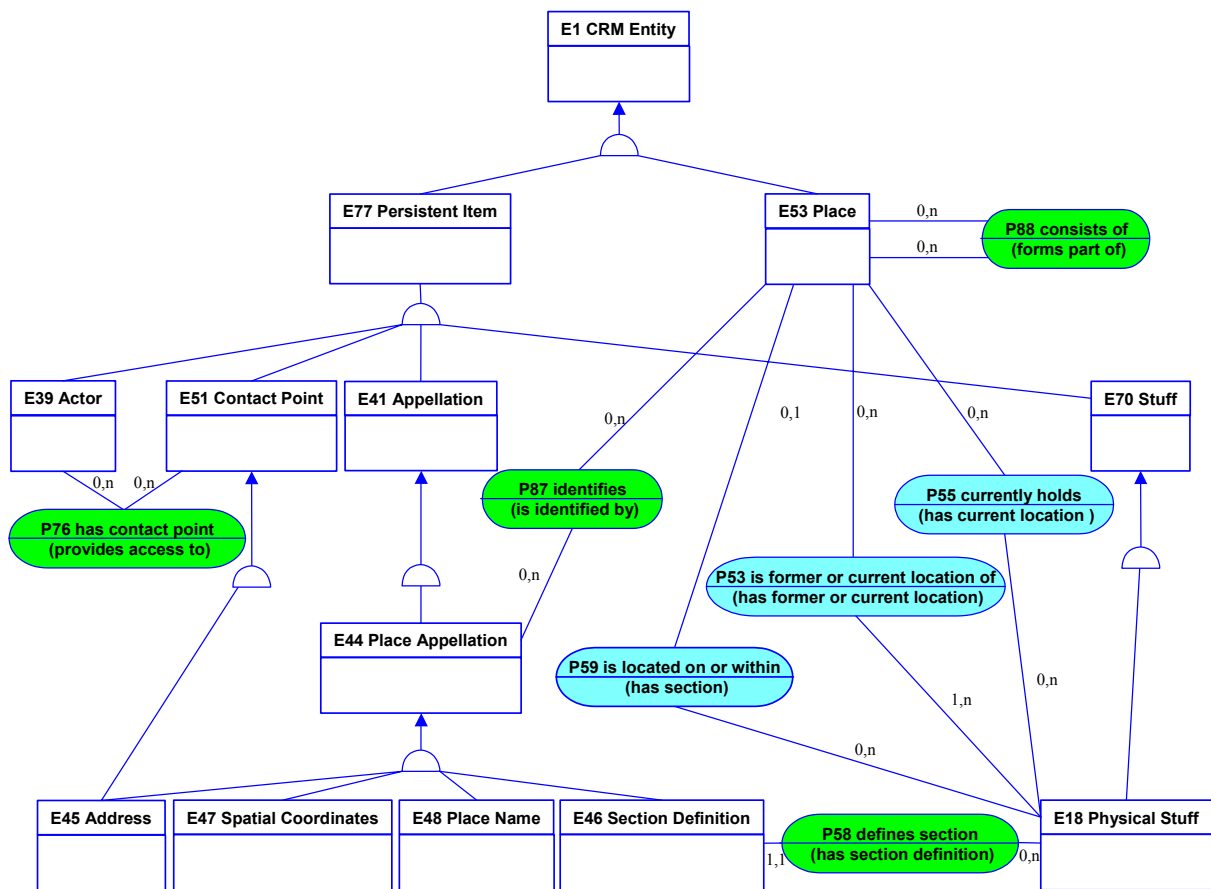 E1 CRM Entity
E77 Persistent Item
E53 Place
0,n
P88 consists of
(forms part of)
0,n
E39 Actor
E51 Contact Point
E41 Appellation
E70 Stuff
0,n
0,1
0,n
0,n
0,n
0,n
P87 identifies
(is identified by)
P55 currently holds
(has current location )
P76 has contact point
(provides access to)
0,n
P53 is former or current location of
(has former or current location)
E44 Place Appellation
P59 is located on or within
(has section)
0,n
1,n
0,n
E45 Address
E47 Spatial Coordinates
E48 Place Name
E46 Section Definition
E18 Physical Stuff
P58 defines section
(has section definition)
1,1
0,n